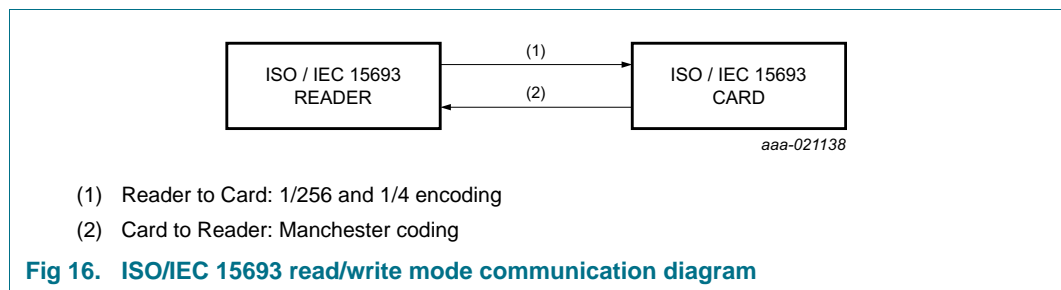 (1)
ISO / IEC 15693
READER
ISO / IEC 15693
CARD
(2)
aaa-021138
(1) Reader to Card: 1/256 and 1/4 encoding
(2) Card to Reader: Manchester coding
Fig 16. ISO/IEC 15693 read/write mode communication diagram